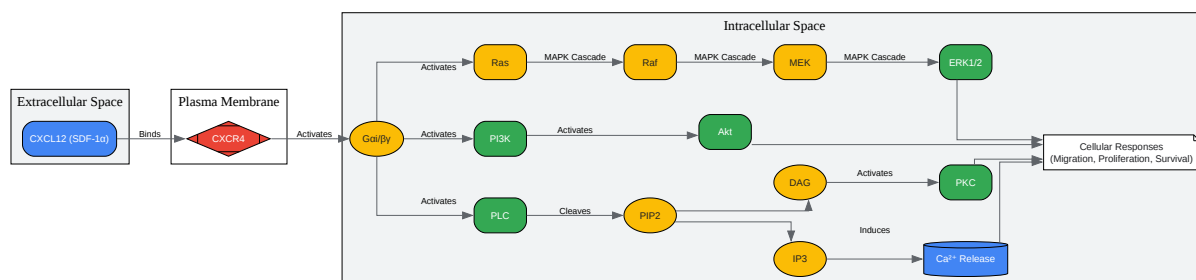 Intracellular Space
Extracellular Space
CXCL12 (SDF-1α)
Binds
Plasma Membrane
CXCR4
Activates
Gαi/βγ
Activates
Ras
MAPK Cascade
Raf
MAPK Cascade
MEK
MAPK Cascade
ERK1/2
Activates
PI3K
Activates
Akt
Activates
PLC
Cleaves
PIP2
DAG
Activates
PKC
IP3
Induces
Ca²⁺ Release
Cellular Responses
(Migration, Proliferation, Survival)